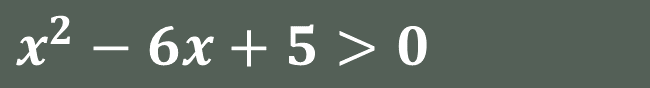 x² − 6x + 5 > 0